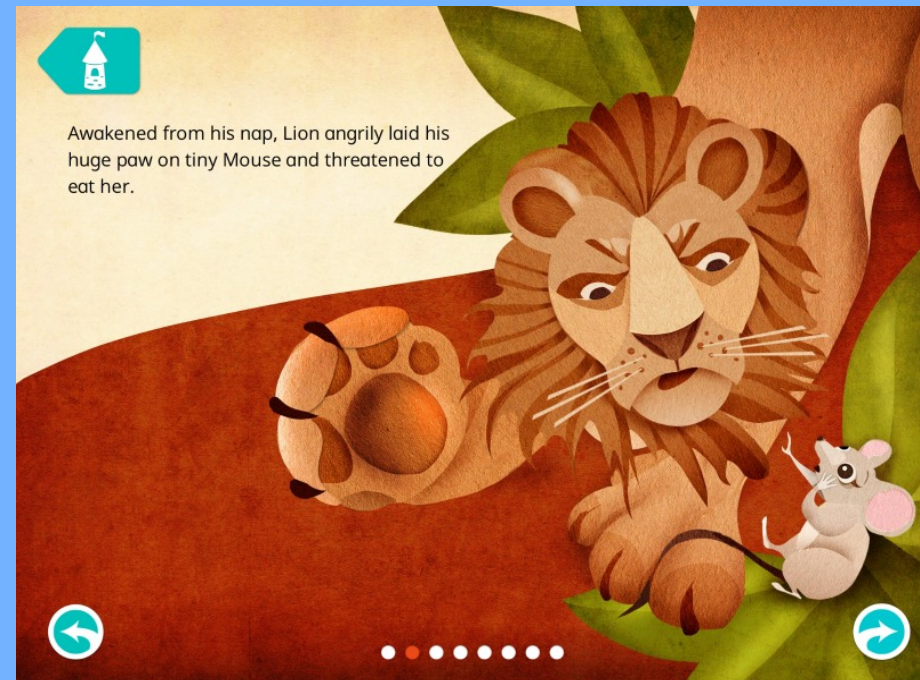 Awakened from his nap, Lion angrily laid his
huge paw on tiny Mouse and threatened to
eat her.